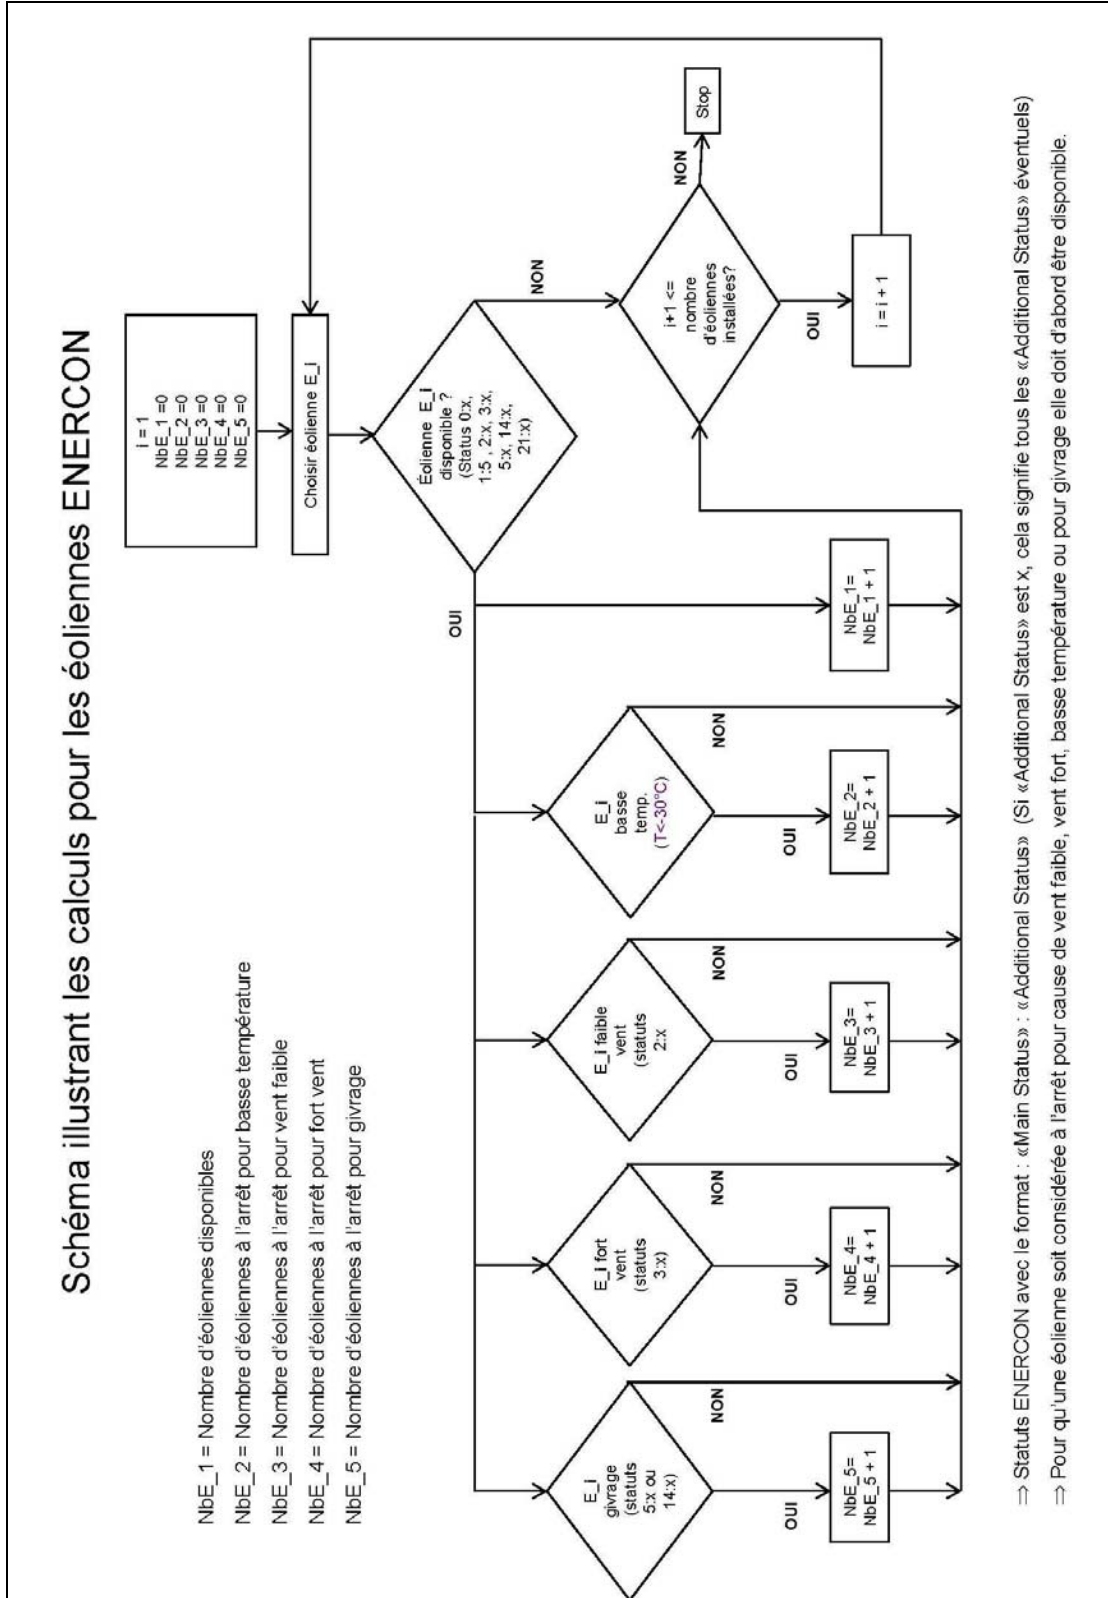 Schéma illustrant les calculs pour les éoliennes ENERCON
NbE_1 = Nombre d'éoliennes disponibles
NbE_2 = Nombre d'éoliennes à l'arrêt pour basse température
NbE_3 = Nombre d'éoliennes à l'arrêt pour vent faible
NbE_4 = Nombre d'éoliennes à l'arrêt pour fort vent
NbE_5 = Nombre d'éoliennes à l'arrêt pour givrage
i = 1
NbE_1 =0
NbE_2 =0
NbE_3 =0
NbE_4 =0
NbE_5 =0
Choisir éolienne E_i
Éolienne E_i
disponible ?
(Status 0:x,
1:5 , 2:x, 3:x,
5:x, 14:x,
21:x)
OUI
NON
E_i
givrage
(statuts
5:x ou
14:x)
OUI
NON
NbE_5=
NbE_5 + 1
E_i fort
vent
(statuts
3:x)
OUI
NON
NbE_4=
NbE_4 + 1
E_i faible
vent
(statuts
2:x
OUI
NON
NbE_3=
NbE_3 + 1
E_i
basse
temp.
(T<-30°C)
OUI
NON
NbE_2=
NbE_2 + 1
NbE_1=
NbE_1 + 1
i+1 <=
nombre
d'éoliennes
installées?
NON
Stop
OUI
i = i + 1
⇒ Statuts ENERCON avec le format : «Main Status» : «Additional Status» (Si «Additional Status» est x, cela signifie tous les «Additional Status» éventuels)
⇒ Pour qu'une éolienne soit considérée à l'arrêt pour cause de vent faible, vent fort, basse température ou pour givrage elle doit d'abord être disponible.